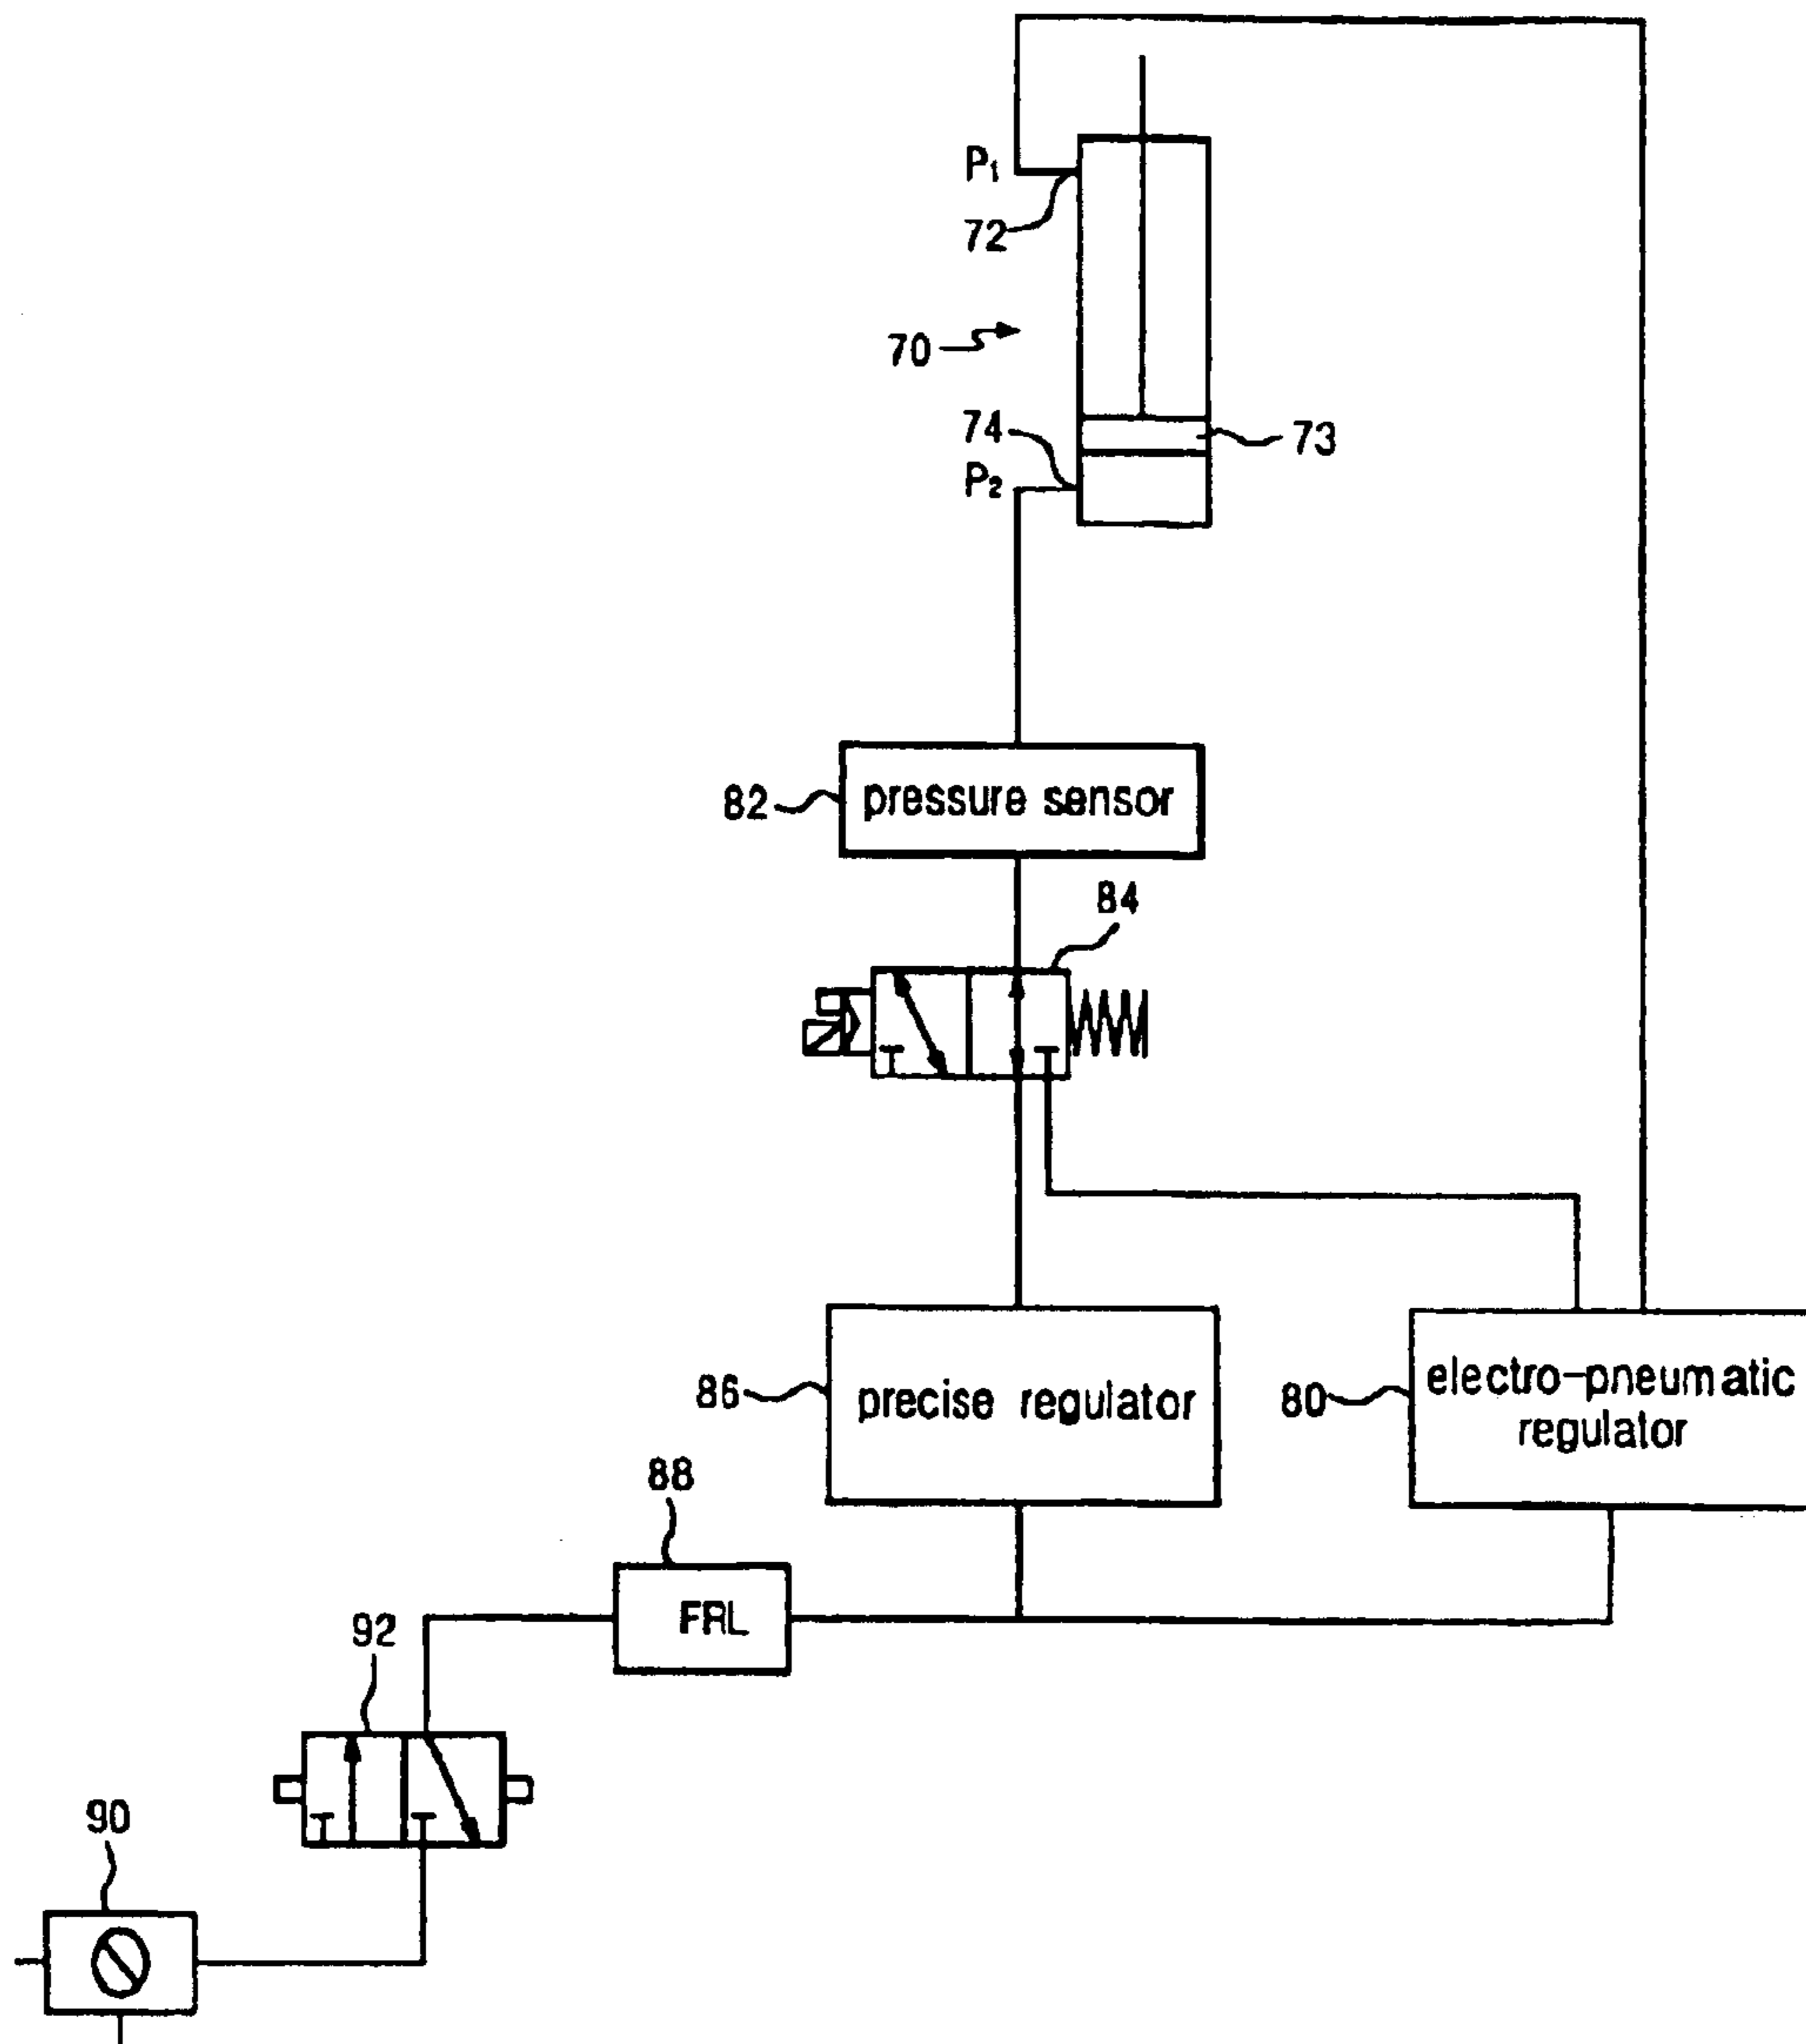 P1
72
70
74
73
P2
82
pressure sensor
84
86
precise regulator
80
electro-pneumatic
regulator
88
FRL
92
90